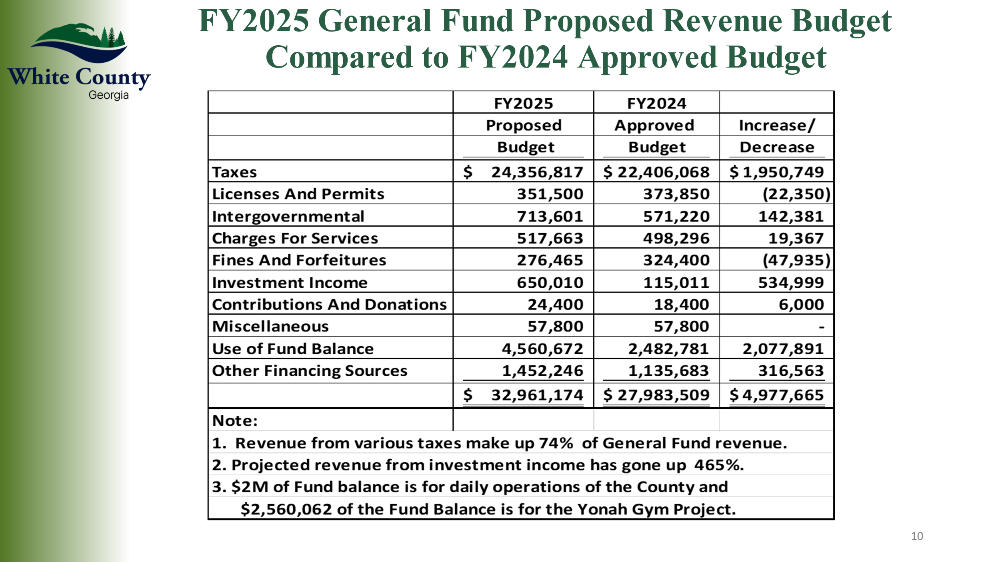 FY2025 General Fund Proposed Revenue Budget
Compared to FY2024 Approved Budget
White County
Georgia
FY2025 FY2024
Proposed Approved Increase/
Budget Budget Decrease
Taxes $ 24,356,817 $ 22,406,068 $ 1,950,749
Licenses And Permits 351,500 373,850 (22,350)
Intergovernmental 713,601 571,220 142,381
Charges For Services 517,663 498,296 19,367
Fines And Forfeitures 276,465 324,400 (47,935)
Investment Income 650,010 115,011 534,999
Contributions And Donations 24,400 18,400 6,000
Miscellaneous 57,800 57,800 -
Use of Fund Balance 4,560,672 2,482,781 2,077,891
Other Financing Sources 1,452,246 1,135,683 316,563
$ 32,961,174 $ 27,983,509 $ 4,977,665
Note:
1. Revenue from various taxes make up 74% of General Fund revenue.
2. Projected revenue from investment income has gone up 465%.
3. $2M of Fund balance is for daily operations of the County and
$2,560,062 of the Fund Balance is for the Yonah Gym Project.
10